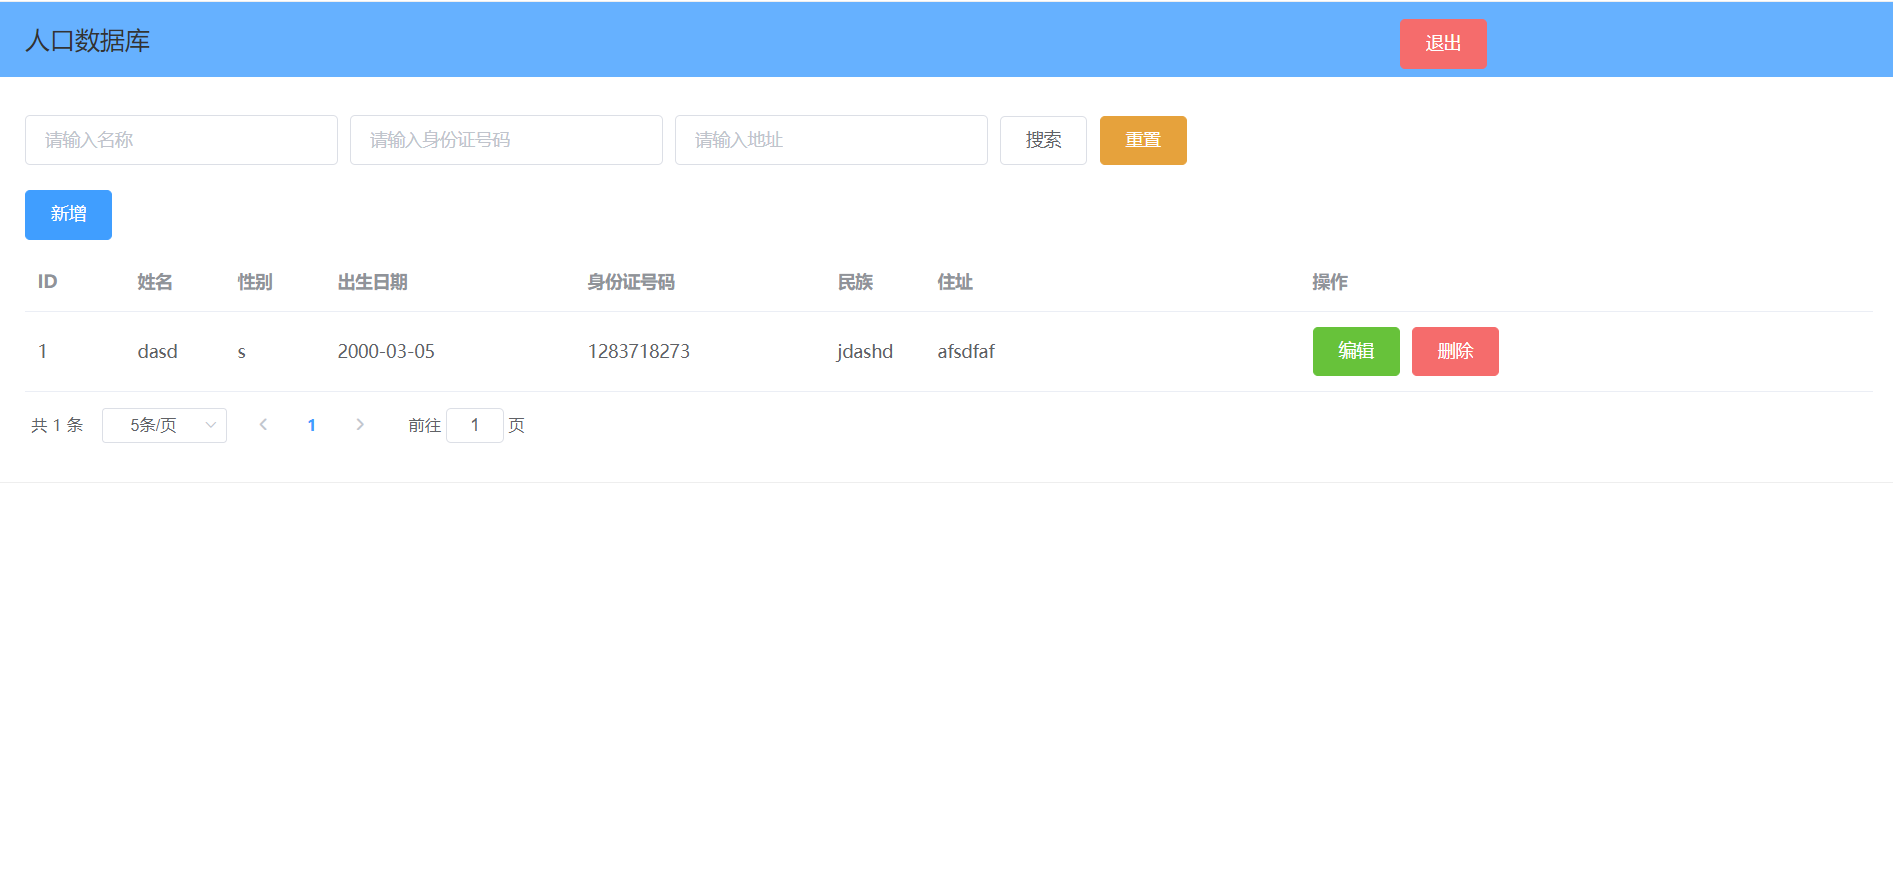 人口数据库 退出
请输入名称 请输入身份证号码 请输入地址 搜索 重置
新增
ID 姓名 性别 出生日期 身份证号码 民族 住址 操作
1 dasd s 2000-03-05 1283718273 jdashd afsdfaf 编辑 删除
共 1 条 5条/页 1 前往 1 页